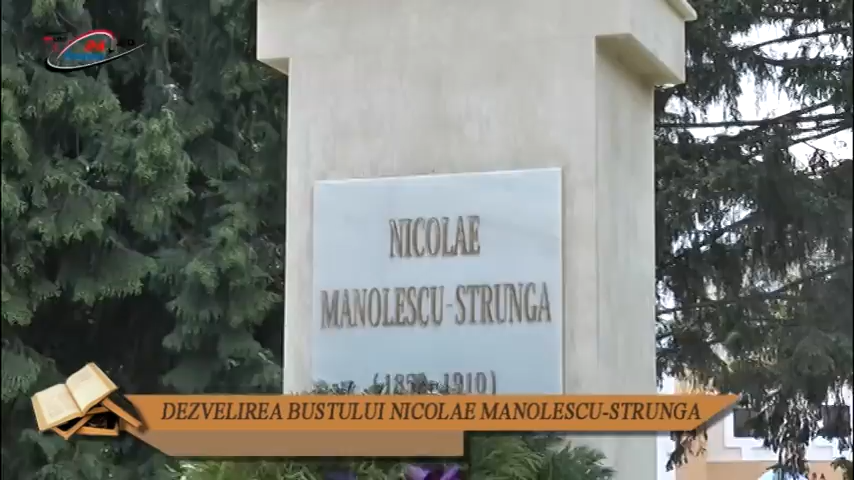 NICOLAE
MANOLESCU-STRUNGA
DEZVELIREA BUSTULUI NICOLAE MANOLESCU-STRUNGA